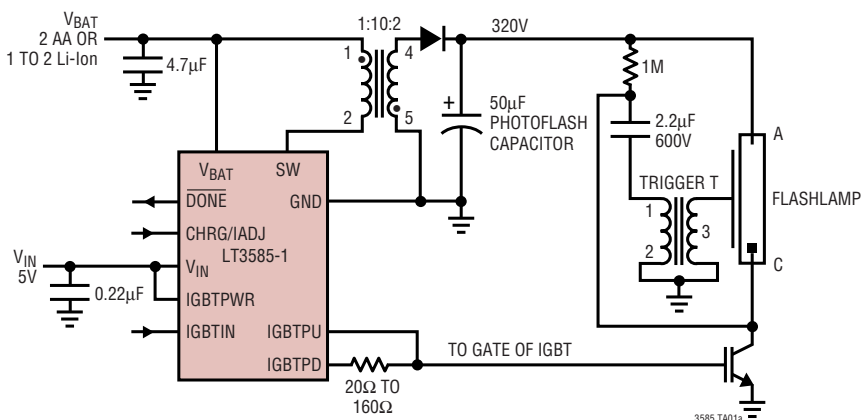 VBAT
2 AA OR
1 TO 2 Li-Ion
4.7µF
1:10:2
1
2
4
5
320V
+
50µF
PHOTOFLASH
CAPACITOR
1M
2.2µF
600V
TRIGGER T
1
2
3
A
FLASHLAMP
C
VBAT
SW
DONE
GND
CHRG/IADJ
LT3585-1
VIN
5V
VIN
0.22µF
IGBTPWR
IGBTIN
IGBTPU
IGBTPD
20Ω TO
160Ω
TO GATE OF IGBT
3585 TA01a